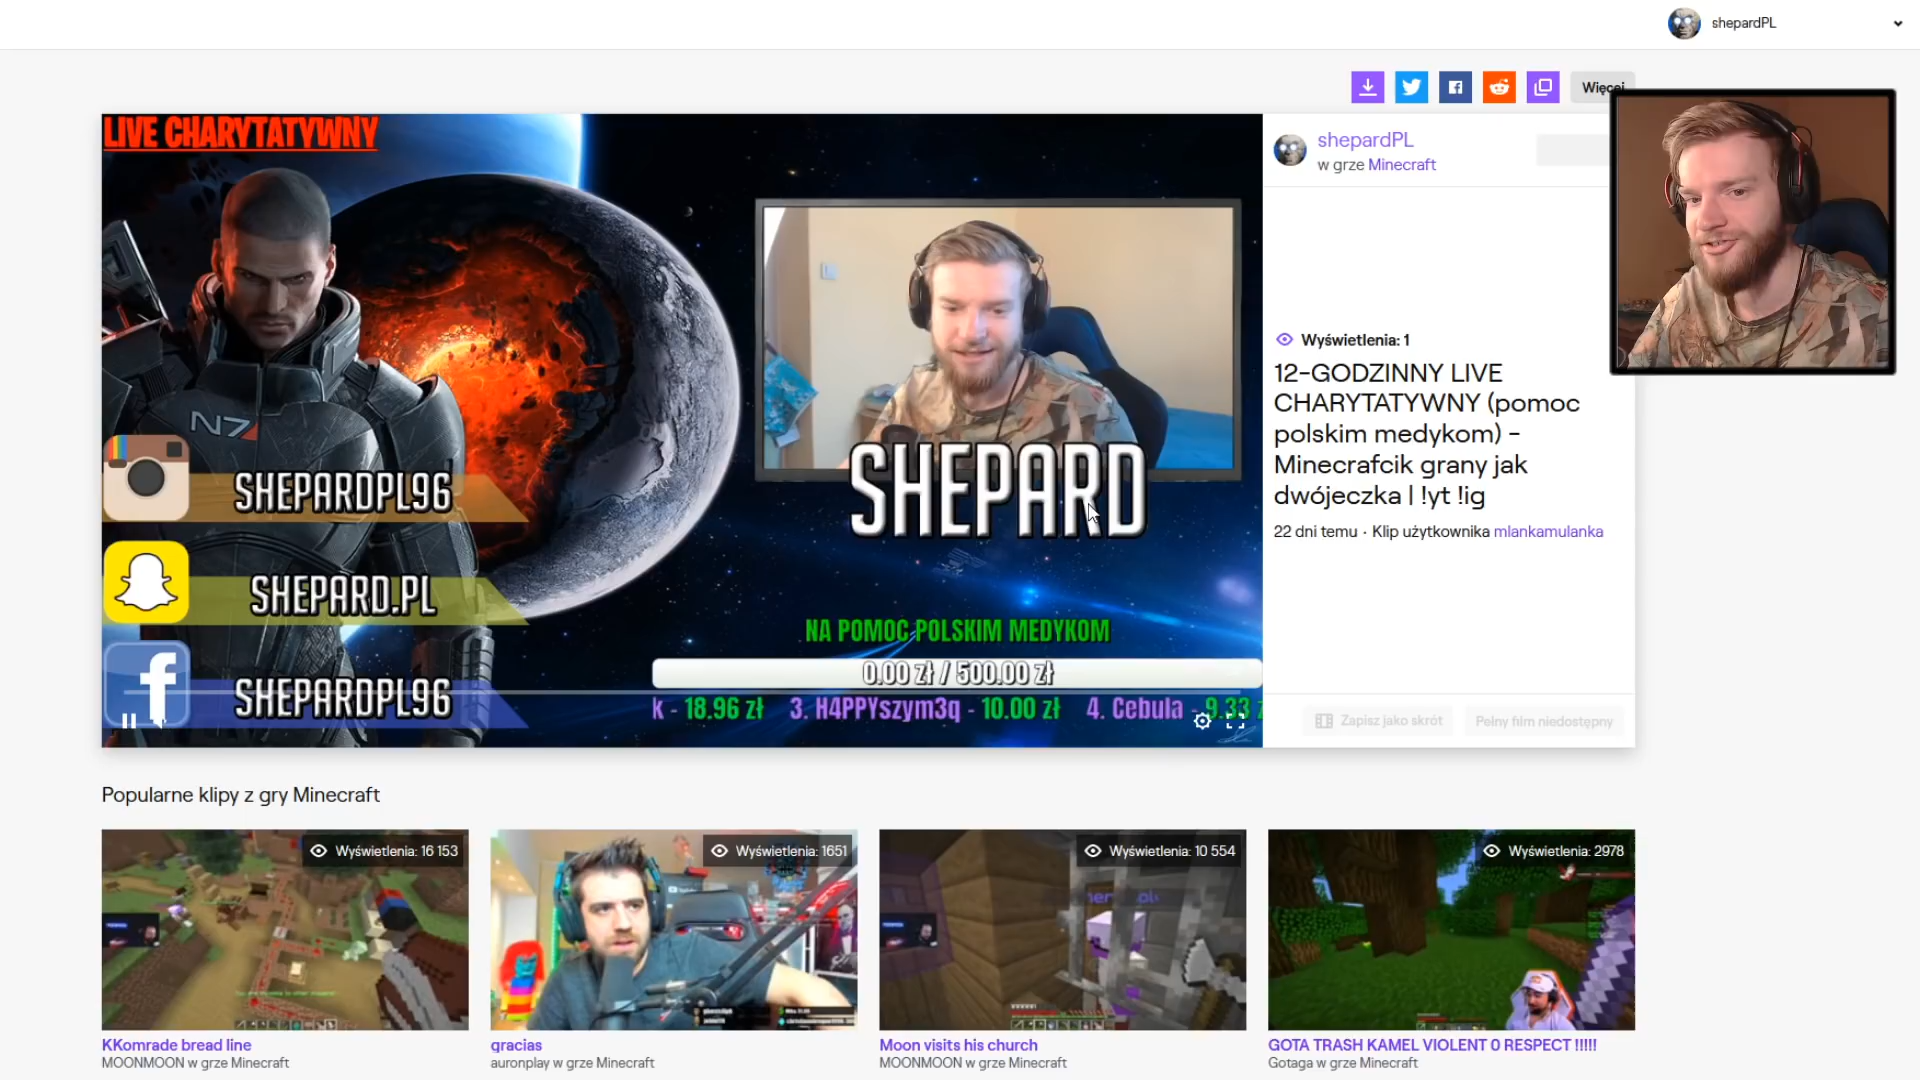 shepardPL
Więcej
LIVE CHARYTATYWNY
N7
SHEPARDPL96
SHEPARD.PL
SHEPARDPL96
SHEPARD
NA POMOC POLSKIM MEDYKOM
0.00 zł / 500.00 zł
k - 18.96 zł 3. H4PPYszym3q - 10.00 zł 4. Cebula - 9.33 z
shepardPL
w grze Minecraft
Wyświetlenia: 1
12-GODZINNY LIVE
CHARYTATYWNY (pomoc
polskim medykom) -
Minecrafcik grany jak
dwójeczka | !yt !ig
22 dni temu · Klip użytkownika mlankamulanka
Zapisz jako skrót
Pełny film niedostępny
Popularne klipy z gry Minecraft
Wyświetlenia: 16 153
Wyświetlenia: 1651
Wyświetlenia: 10 554
Wyświetlenia: 2978
KKomrade bread line
MOONMOON w grze Minecraft
gracias
auronplay w grze Minecraft
Moon visits his church
MOONMOON w grze Minecraft
GOTA TRASH KAMEL VIOLENT 0 RESPECT !!!!!
Gotaga w grze Minecraft